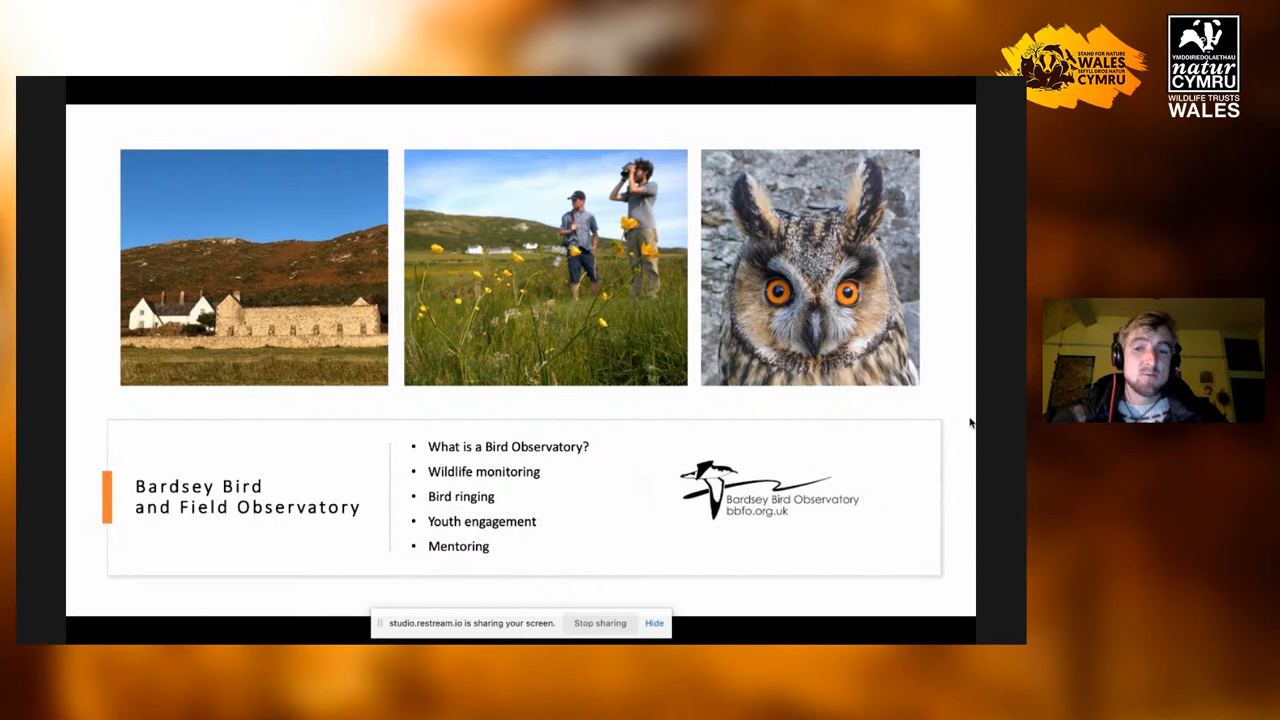 STAND FOR NATURE
WALES
SEFYLL DROS NATUR
CYMRU
YMDDIRIEDOLAETHAU
natur
CYMRU
WILDLIFE TRUSTS
WALES
Bardsey Bird
and Field Observatory
• What is a Bird Observatory?
• Wildlife monitoring
• Bird ringing
• Youth engagement
• Mentoring
Bardsey Bird Observatory
bbfo.org.uk
studio.restream.io is sharing your screen. Stop sharing Hide